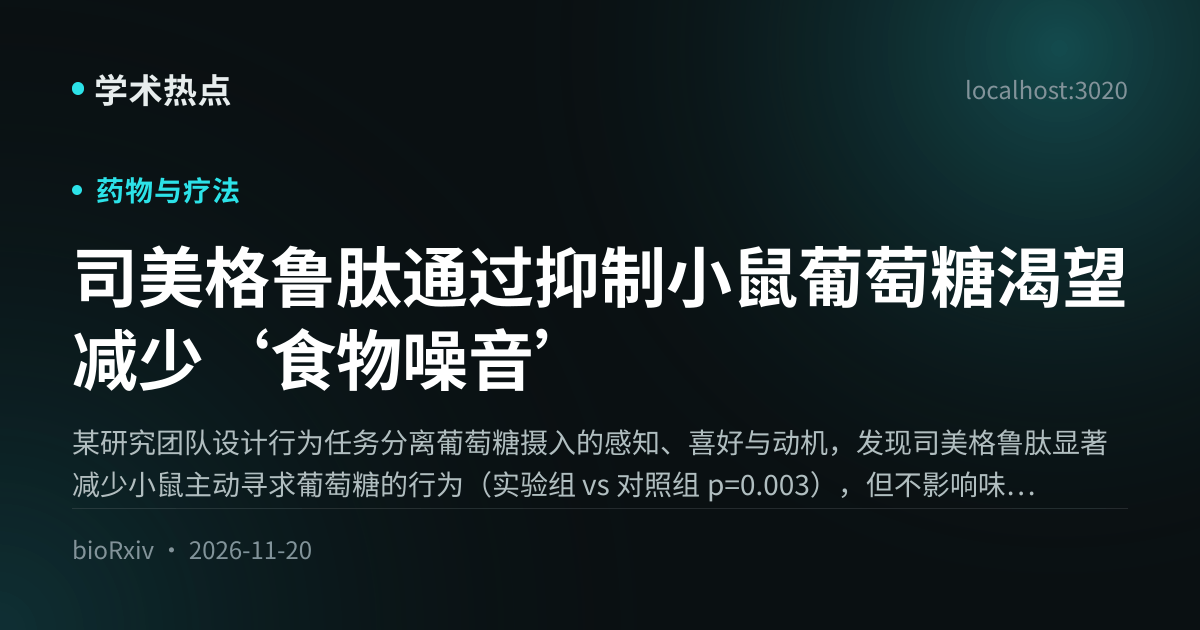 学术热点
localhost:3020
药物与疗法
司美格鲁肽通过抑制小鼠葡萄糖渴望
减少‘食物噪音’
某研究团队设计行为任务分离葡萄糖摄入的感知、喜好与动机，发现司美格鲁肽显著
减少小鼠主动寻求葡萄糖的行为（实验组 vs 对照组 p=0.003），但不影响味…
bioRxiv · 2026-11-20